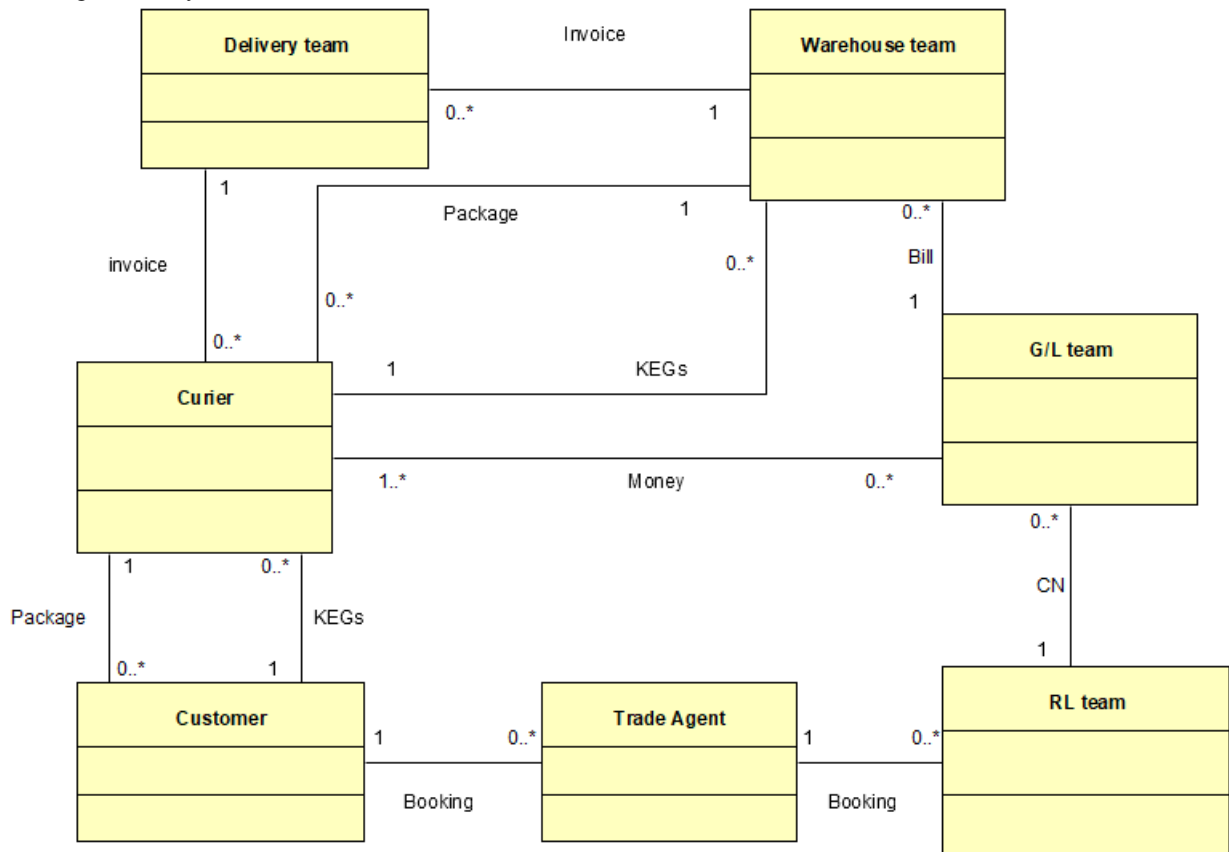 Delivery team
Invoice
Warehouse team
0..*
1
1
Package
1
0..*
invoice
0..*
Bill
0..*
0..*
1
1
KEGs
G/L team
Curier
1..*
Money
0..*
1
0..*
0..*
Package
KEGs
CN
0..*
1
1
Customer
Trade Agent
RL team
1
0..*
1
0..*
Booking
Booking